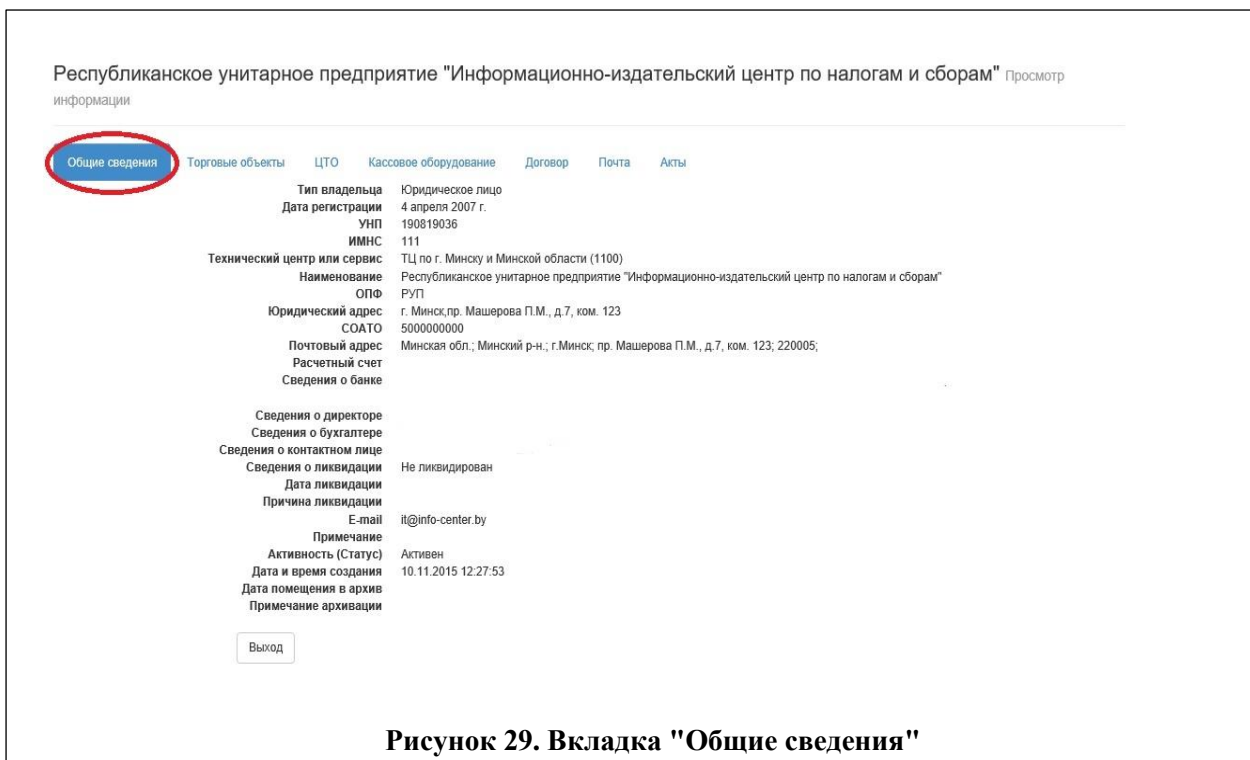 Республиканское унитарное предприятие "Информационно-издательский центр по налогам и сборам" Просмотр
информации
Общие сведения Торговые объекты ЦТО Кассовое оборудование Договор Почта Акты
Тип владельца Юридическое лицо
Дата регистрации 4 апреля 2007 г.
УНП 190819036
ИМНС 111
Технический центр или сервис ТЦ по г. Минску и Минской области (1100)
Наименование Республиканское унитарное предприятие "Информационно-издательский центр по налогам и сборам"
ОПФ РУП
Юридический адрес г. Минск,пр. Машерова П.М., д.7, ком. 123
СОАТО 5000000000
Почтовый адрес Минская обл.; Минский р-н.; г.Минск; пр. Машерова П.М., д.7, ком. 123; 220005;
Расчетный счет
Сведения о банке
Сведения о директоре
Сведения о бухгалтере
Сведения о контактном лице
Сведения о ликвидации Не ликвидирован
Дата ликвидации
Причина ликвидации
E-mail it@info-center.by
Примечание
Активность (Статус) Активен
Дата и время создания 10.11.2015 12:27:53
Дата помещения в архив
Примечание архивации
Выход
Рисунок 29. Вкладка "Общие сведения"